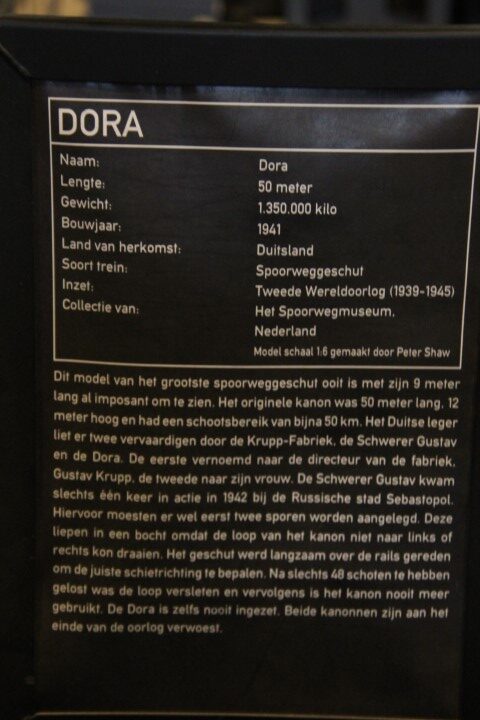 DORA
Naam: Dora
Lengte: 50 meter
Gewicht: 1.350.000 kilo
Bouwjaar: 1941
Land van herkomst: Duitsland
Soort trein: Spoorweggeschut
Inzet: Tweede Wereldoorlog (1939-1945)
Collectie van: Het Spoorwegmuseum,
Nederland
Model schaal 1:6 gemaakt door Peter Shaw
Dit model van het grootste spoorweggeschut ooit is met zijn 9 meter
lang al imposant om te zien. Het originele kanon was 50 meter lang, 12
meter hoog en had een schootsbereik van bijna 50 km. Het Duitse leger
liet er twee vervaardigen door de Krupp-Fabriek, de Schwerer Gustav
en de Dora. De eerste vernoemd naar de directeur van de fabriek,
Gustav Krupp, de tweede naar zijn vrouw. De Schwerer Gustav kwam
slechts één keer in actie in 1942 bij de Russische stad Sebastopol.
Hiervoor moesten er wel eerst twee sporen worden aangelegd. Deze
liepen in een bocht omdat de loop van het kanon niet naar links of
rechts kon draaien. Het geschut werd langzaam over de rails gereden
om de juiste schietrichting te bepalen. Na slechts 48 schoten te hebben
gelost was de loop versleten en vervolgens is het kanon nooit meer
gebruikt. De Dora is zelfs nooit ingezet. Beide kanonnen zijn aan het
einde van de oorlog verwoest.